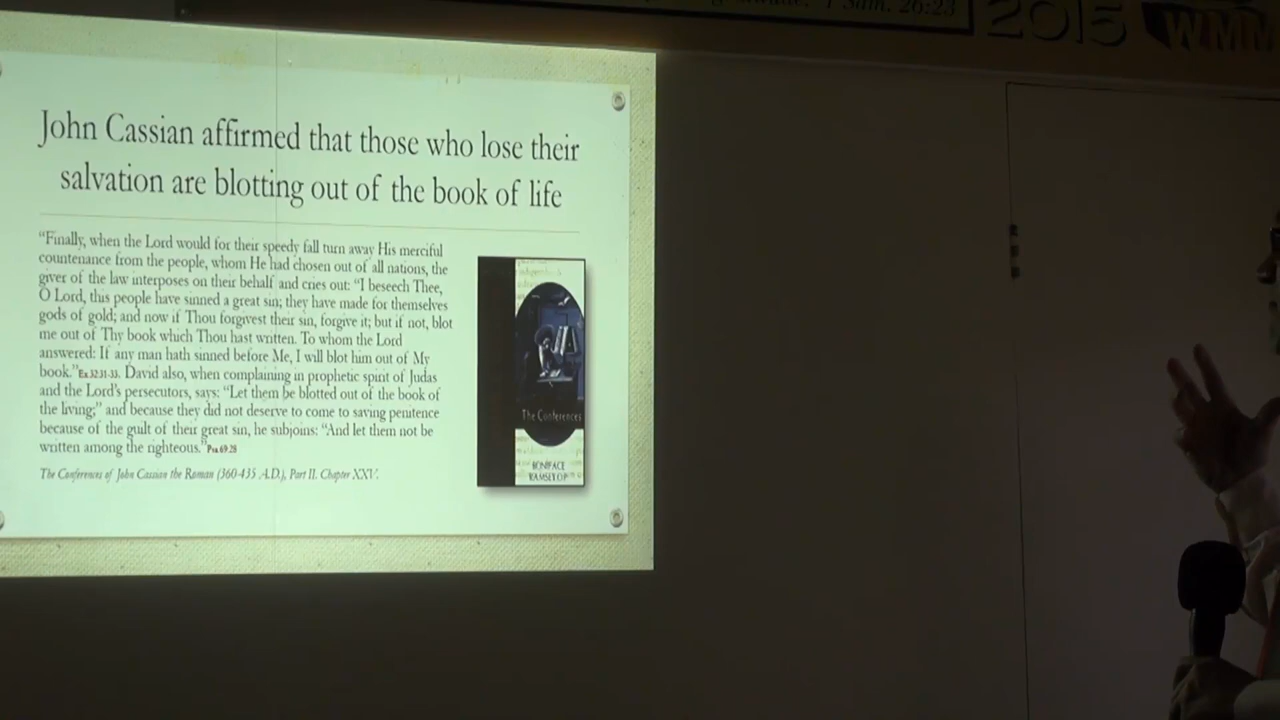 1 Sam. 26:23
2015
WMM
John Cassian affirmed that those who lose their
salvation are blotting out of the book of life
“Finally, when the Lord would for their speedy fall turn away His merciful
countenance from the people, whom He had chosen out of all nations, the
giver of the law interposes on their behalf and cries out: “I beseech Thee,
O Lord, this people have sinned a great sin; they have made for themselves
gods of gold; and now if Thou forgivest their sin, forgive it; but if not, blot
me out of Thy book which Thou hast written. To whom the Lord
answered: If any man hath sinned before Me, I will blot him out of My
book.”Ex.32:31-33. David also, when complaining in prophetic spirit of Judas
and the Lord’s persecutors, says: “Let them be blotted out of the book of
the living;” and because they did not deserve to come to saving penitence
because of the guilt of their great sin, he subjoins: “And let them not be
written among the righteous.”Psa.69:28
The Conferences of John Cassian the Roman (360-435 A.D.), Part II. Chapter XXV.
The Conferences
BONIFACE
RAMSEY, O.P.